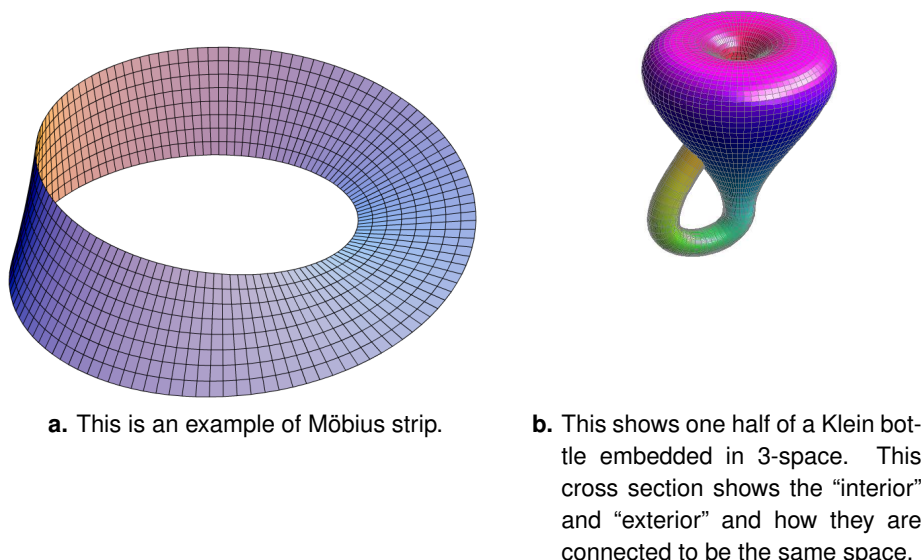 a. This is an example of Möbius strip.
b. This shows one half of a Klein bot-
tle embedded in 3-space. This
cross section shows the “interior”
and “exterior” and how they are
connected to be the same space.